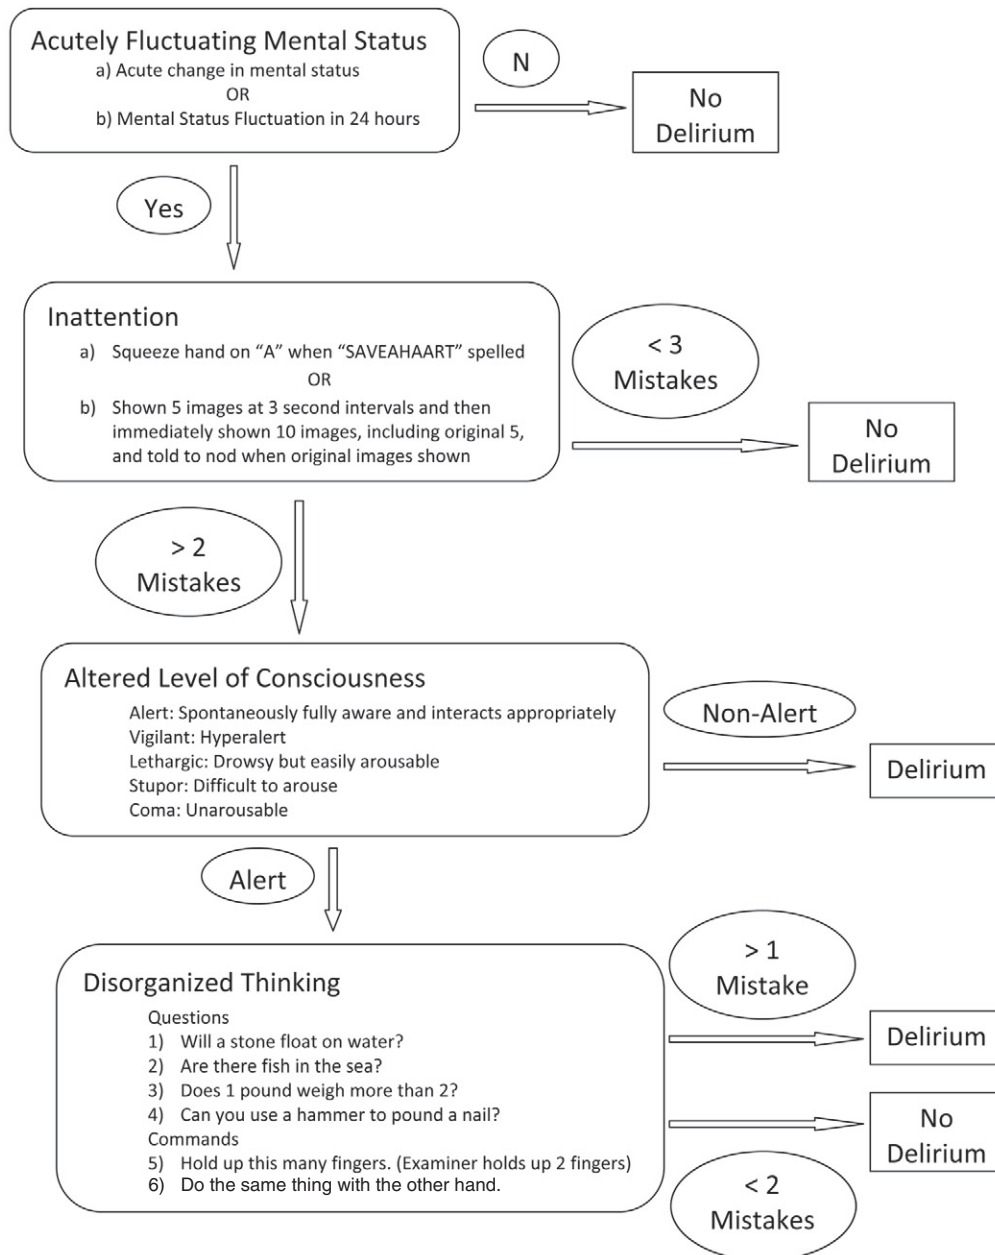 Acutely Fluctuating Mental Status
a) Acute change in mental status
OR
b) Mental Status Fluctuation in 24 hours
N
No
Delirium
Yes
Inattention
a) Squeeze hand on “A” when “SAVEAHAART” spelled
OR
b) Shown 5 images at 3 second intervals and then
immediately shown 10 images, including original 5,
and told to nod when original images shown
< 3
Mistakes
No
Delirium
> 2
Mistakes
Altered Level of Consciousness
Alert: Spontaneously fully aware and interacts appropriately
Vigilant: Hyperalert
Lethargic: Drowsy but easily arousable
Stupor: Difficult to arouse
Coma: Unarousable
Non-Alert
Delirium
Alert
Disorganized Thinking
Questions
1) Will a stone float on water?
2) Are there fish in the sea?
3) Does 1 pound weigh more than 2?
4) Can you use a hammer to pound a nail?
Commands
5) Hold up this many fingers. (Examiner holds up 2 fingers)
6) Do the same thing with the other hand.
> 1
Mistake
Delirium
No
Delirium
< 2
Mistakes